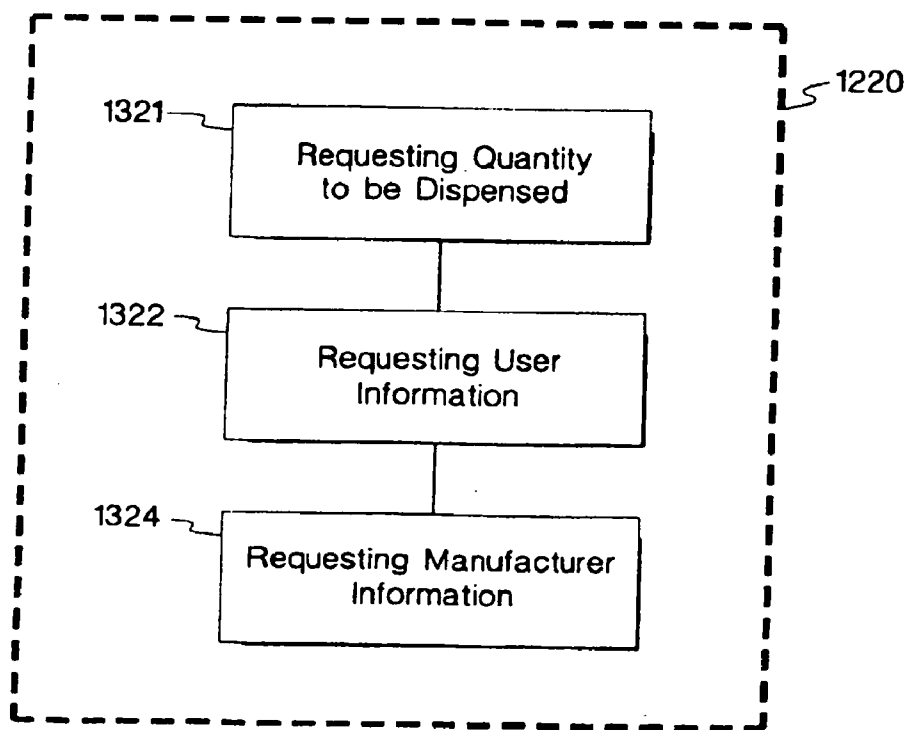 1220
1321
Requesting Quantity
to be Dispensed
1322
Requesting User
Information
1324
Requesting Manufacturer
Information